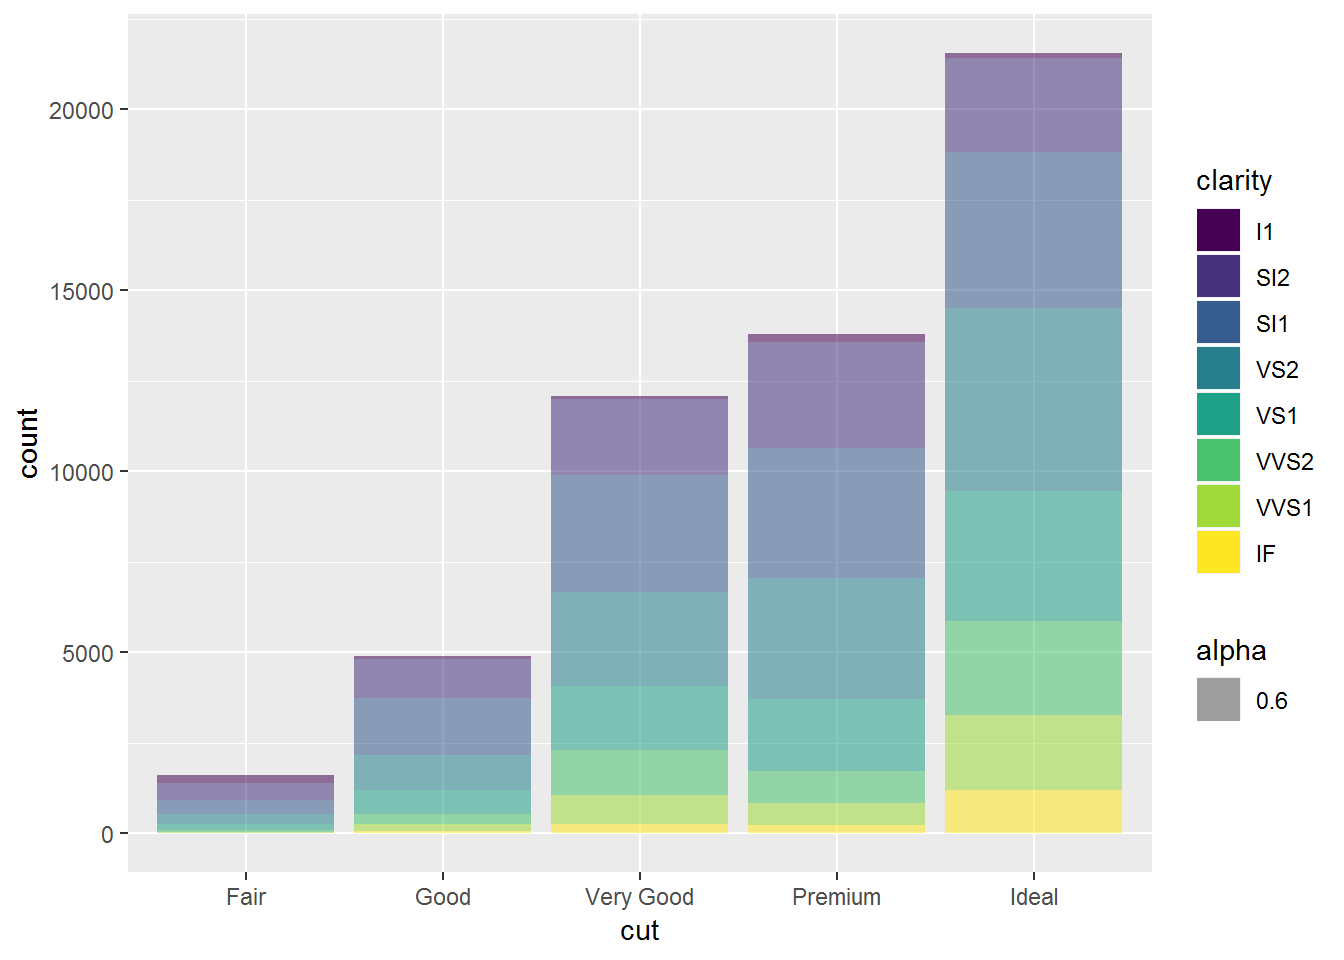 count
20000
15000
10000
5000
0
Fair Good Very Good Premium Ideal
cut
clarity
I1
SI2
SI1
VS2
VS1
VVS2
VVS1
IF
alpha
0.6